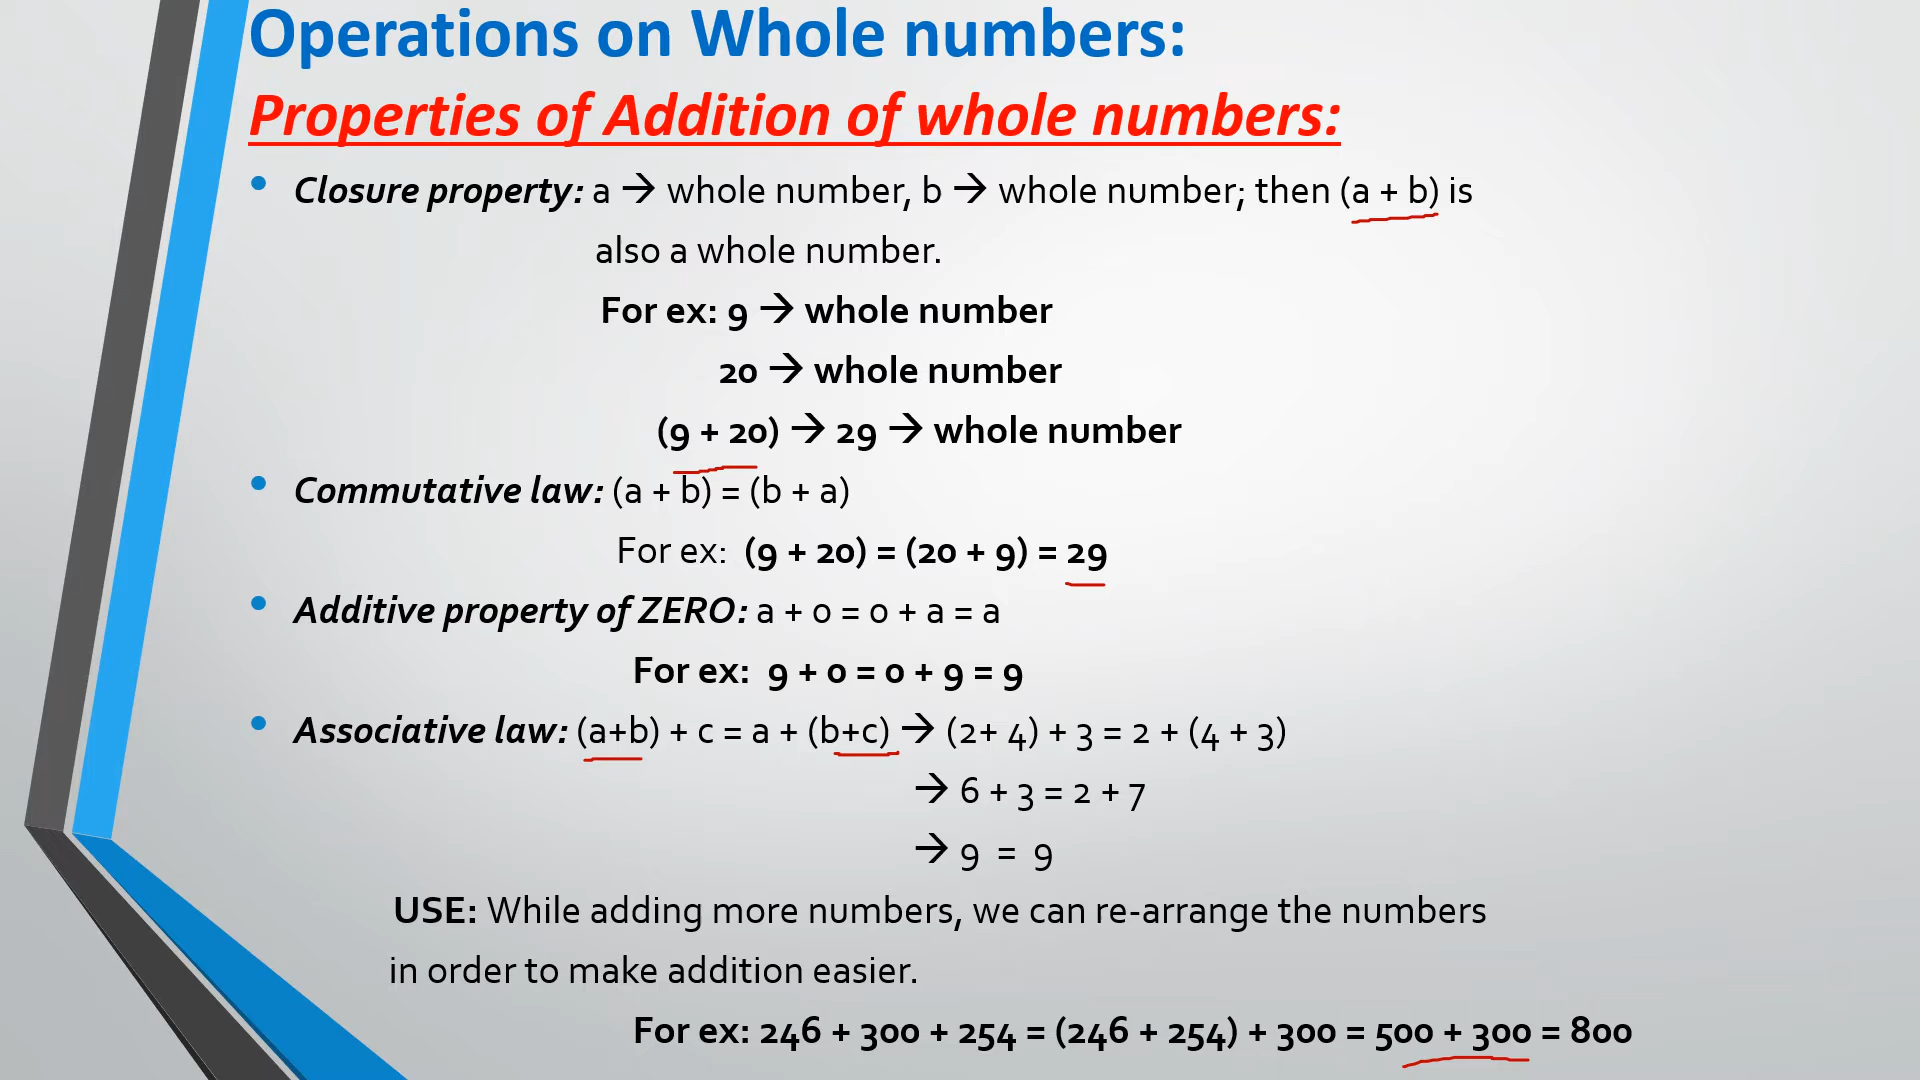 Operations on Whole numbers:
Properties of Addition of whole numbers:
• Closure property: a → whole number, b → whole number; then (a + b) is
also a whole number.
For ex: 9 → whole number
20 → whole number
(9 + 20) → 29 → whole number
• Commutative law: (a + b) = (b + a)
For ex: (9 + 20) = (20 + 9) = 29
• Additive property of ZERO: a + 0 = 0 + a = a
For ex: 9 + 0 = 0 + 9 = 9
• Associative law: (a+b) + c = a + (b+c) → (2+ 4) + 3 = 2 + (4 + 3)
→ 6 + 3 = 2 + 7
→ 9 = 9
USE: While adding more numbers, we can re-arrange the numbers
in order to make addition easier.
For ex: 246 + 300 + 254 = (246 + 254) + 300 = 500 + 300 = 800